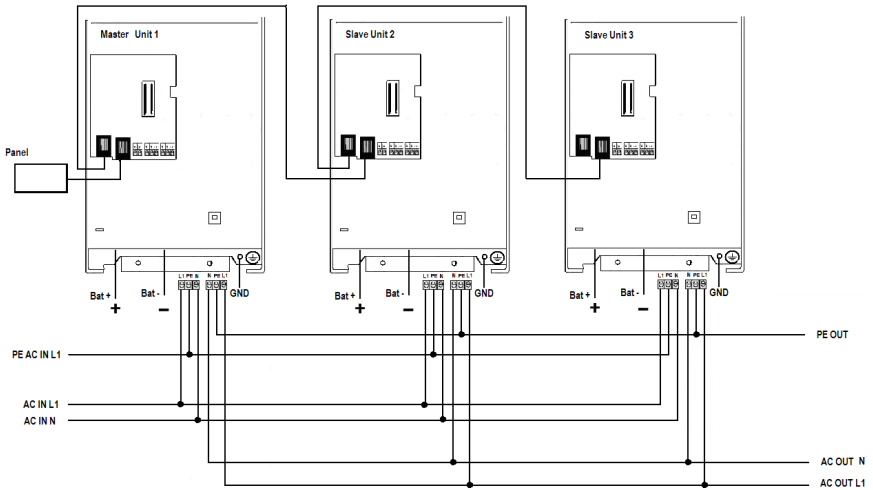 Master Unit 1
Slave Unit 2
Slave Unit 3
Panel
L1 PE N N PE L1
L1 PE N N PE L1
L1 PE N N PE L1
Bat + Bat - GND
Bat + Bat - GND
Bat + Bat - GND
+ −
+ −
+ −
PE OUT
PE AC IN L1
AC IN L1
AC IN N
AC OUT N
AC OUT L1